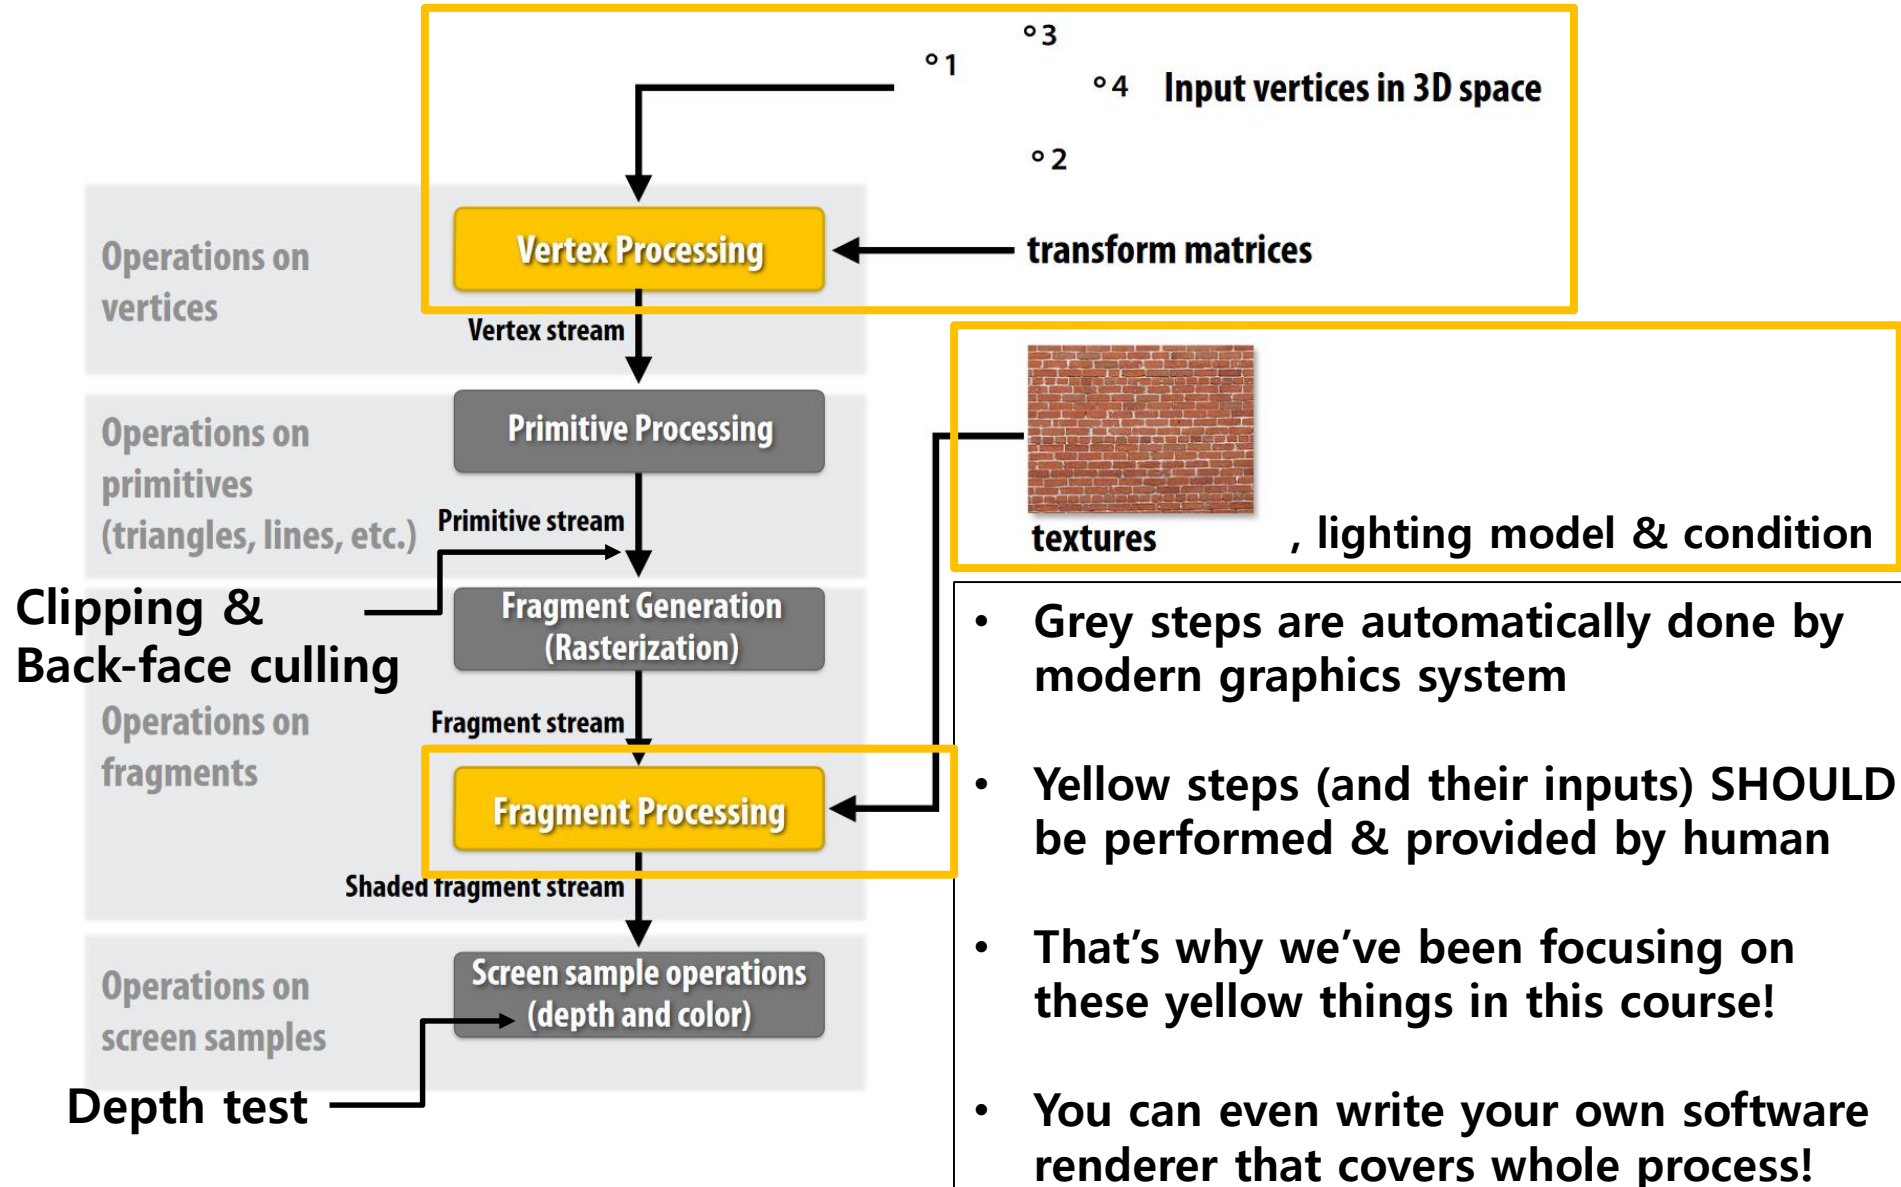 °3
°1
°4 Input vertices in 3D space
°2
Vertex Processing
transform matrices
Operations on
vertices
Vertex stream
Primitive Processing
Operations on
primitives
(triangles, lines, etc.)
Primitive stream
textures , lighting model & condition
Clipping &
Back-face culling
Fragment Generation
(Rasterization)
Operations on
fragments
Fragment stream
Fragment Processing
Shaded fragment stream
Operations on
screen samples
Screen sample operations
(depth and color)
Depth test
• Grey steps are automatically done by
modern graphics system
• Yellow steps (and their inputs) SHOULD
be performed & provided by human
• That’s why we’ve been focusing on
these yellow things in this course!
• You can even write your own software
renderer that covers whole process!